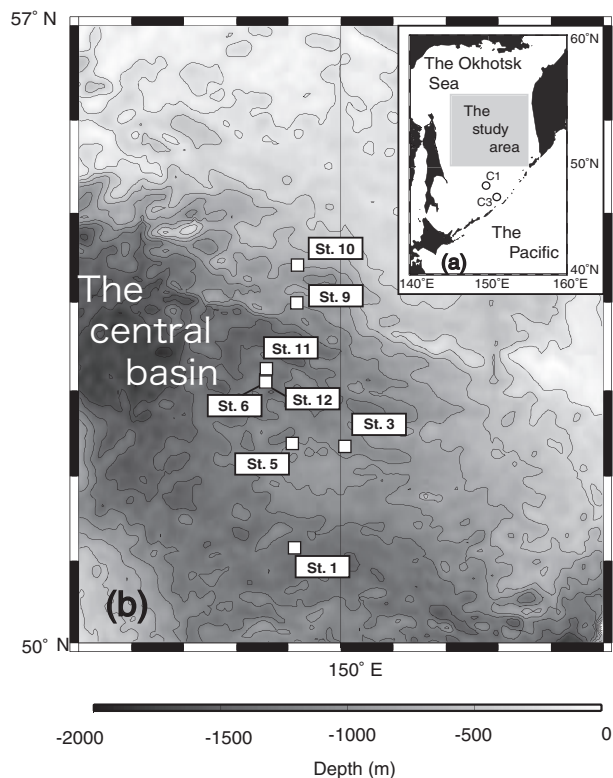 57° N
60°N
The Okhotsk
Sea
The
study
area
50°N
C1
C3
The
Pacific
(a)
40°N
140°E
150°E
160°E
St. 10
St. 9
The
central
basin
St. 11
St. 6
St. 12
St. 3
St. 5
St. 1
(b)
50° N
150° E
-2000
-1500
-1000
-500
0
Depth (m)